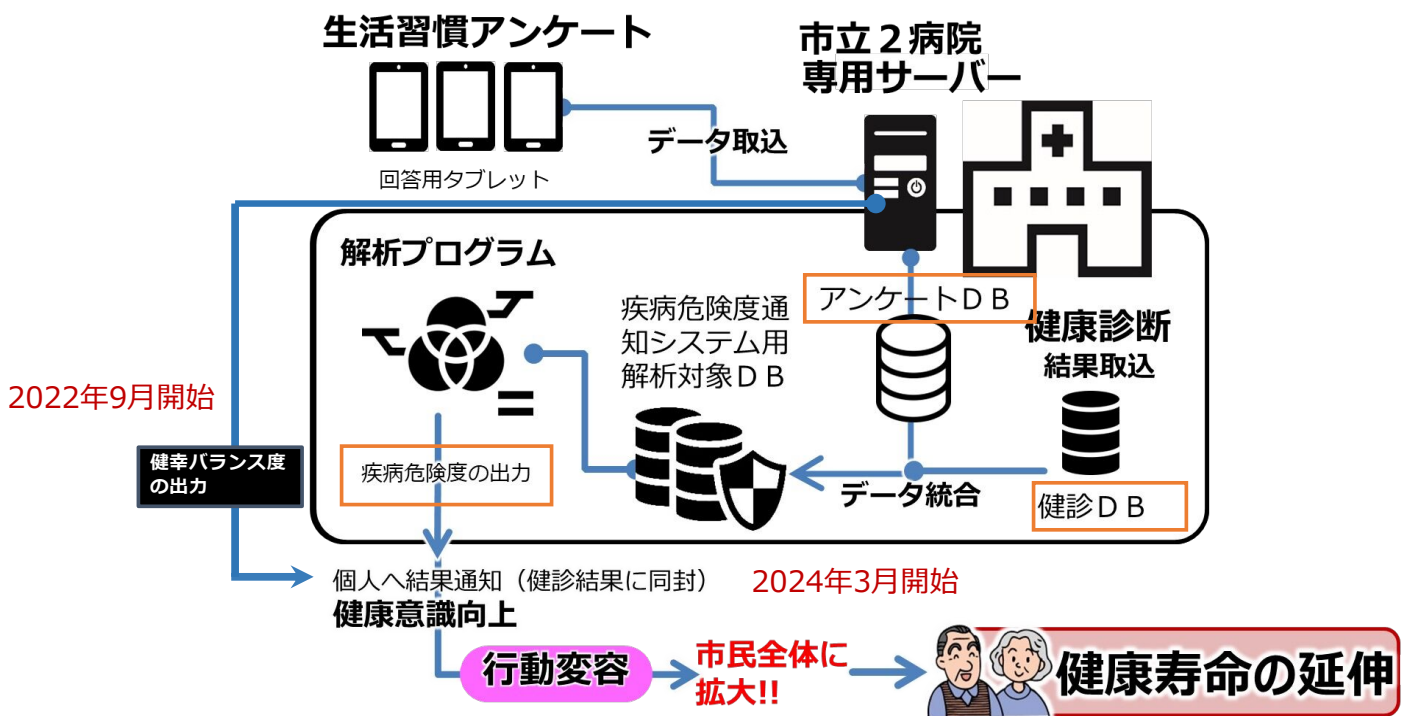 生活習慣アンケート
市立２病院
専用サーバー
データ取込
回答用タブレット
解析プログラム
アンケートＤＢ
疾病危険度通
知システム用
解析対象ＤＢ
健康診断
結果取込
2022年9月開始
健幸バランス度
の出力
疾病危険度の出力
データ統合
健診ＤＢ
個人へ結果通知（健診結果に同封）
2024年3月開始
健康意識向上
行動変容
市民全体に
拡大!!
健康寿命の延伸